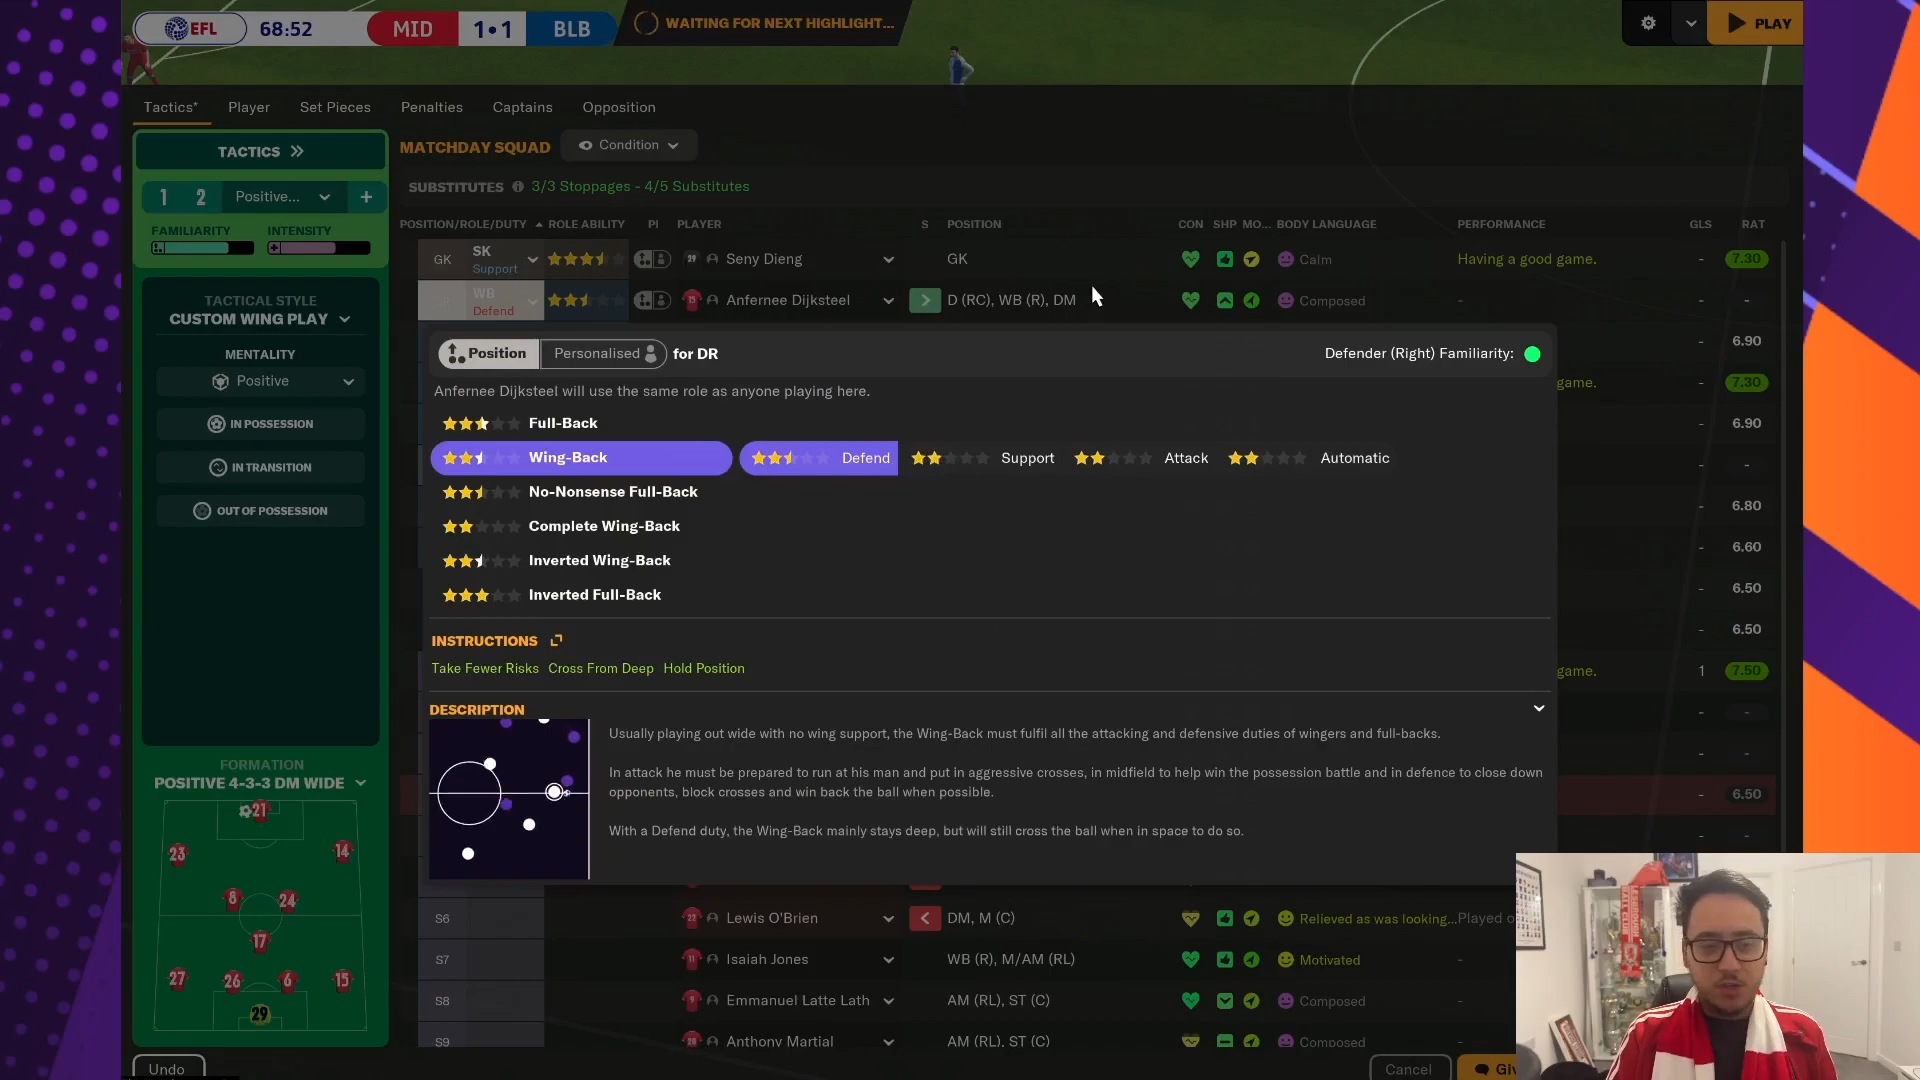 EFL 68:52 MID 1•1 BLB WAITING FOR NEXT HIGHLIGHT... PLAY
Tactics* Player Set Pieces Penalties Captains Opposition
TACTICS
MATCHDAY SQUAD Condition
SUBSTITUTES 3/3 Stoppages - 4/5 Substitutes
1 2 Positive... +
FAMILIARITY INTENSITY
POSITION/ROLE/DUTY ROLE ABILITY PI PLAYER S POSITION CON SHP MO... BODY LANGUAGE PERFORMANCE GLS RAT
GK SK Support 29 Seny Dieng GK Calm Having a good game. - 7.30
WB Defend 15 Anfernee Dijksteel D (RC), WB (R), DM Composed - - -
TACTICAL STYLE
CUSTOM WING PLAY
MENTALITY
Positive
IN POSSESSION
IN TRANSITION
OUT OF POSSESSION
FORMATION
POSITIVE 4-3-3 DM WIDE
21
23 14
8 24
17
27 26 6 15
29
Undo
Position Personalised for DR Defender (Right) Familiarity:
Anfernee Dijksteel will use the same role as anyone playing here.
Full-Back
Wing-Back Defend Support Attack Automatic
No-Nonsense Full-Back
Complete Wing-Back
Inverted Wing-Back
Inverted Full-Back
INSTRUCTIONS
Take Fewer Risks Cross From Deep Hold Position
DESCRIPTION
Usually playing out wide with no wing support, the Wing-Back must fulfil all the attacking and defensive duties of wingers and full-backs.
In attack he must be prepared to run at his man and put in aggressive crosses, in midfield to help win the possession battle and in defence to close down
opponents, block crosses and win back the ball when possible.
With a Defend duty, the Wing-Back mainly stays deep, but will still cross the ball when in space to do so.
- 6.90
game. - 7.30
- 6.90
- -
- 6.80
- 6.60
- 6.50
- 6.50
game. 1 7.50
- -
- -
- 6.50
- -
S6 22 Lewis O'Brien DM, M (C) Relieved as was looking... Played
S7 11 Isaiah Jones WB (R), M/AM (RL) Motivated -
S8 9 Emmanuel Latte Lath AM (RL), ST (C) Composed -
S9 Anthony Martial AM (RL), ST (C) Composed -
Cancel